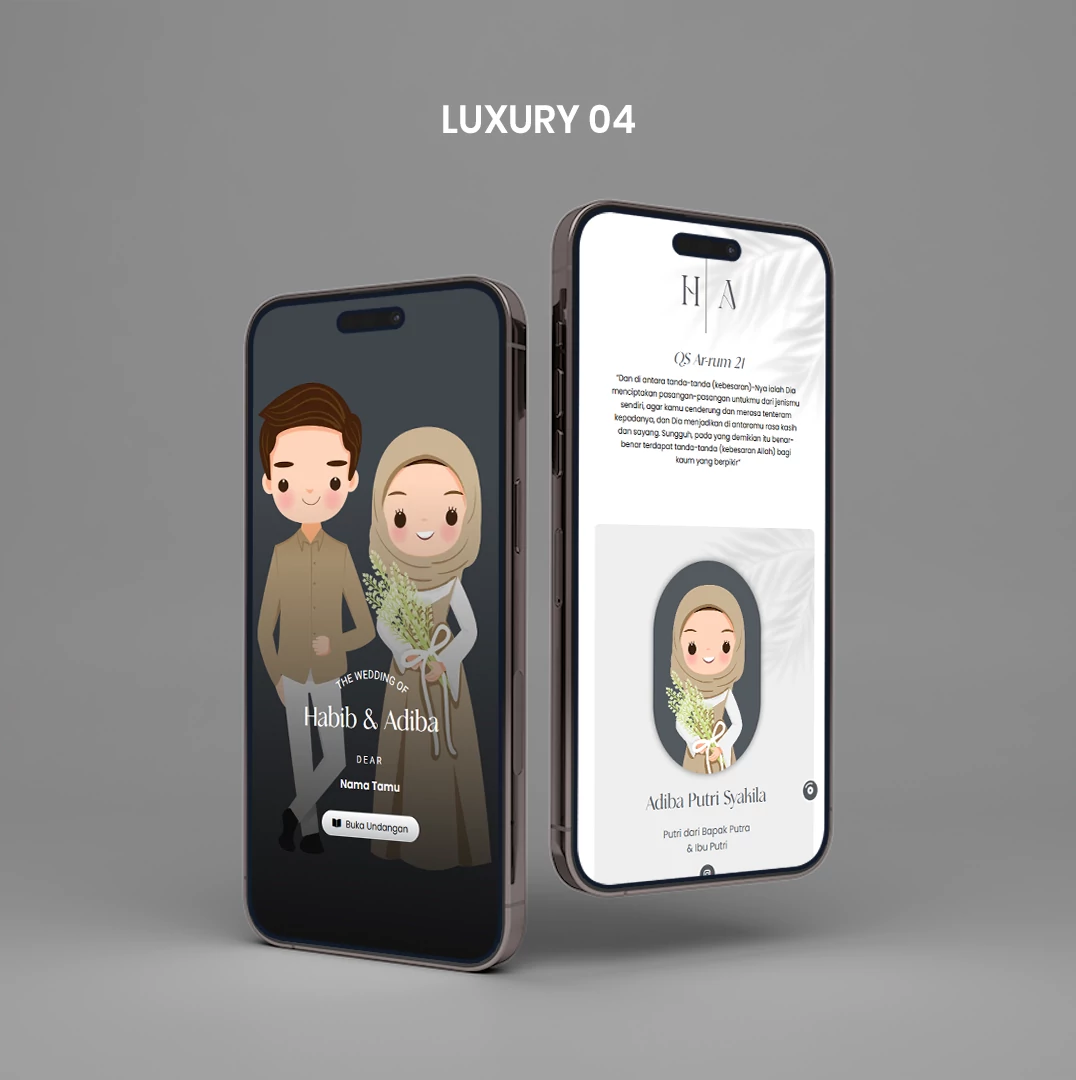 LUXURY 04
THE WEDDING OF
Habib & Adiba
DEAR
Nama Tamu
Buka Undangan
H A
QS Ar-rum 21
"Dan di antara tanda-tanda (kebesaran)-Nya ialah Dia
menciptakan pasangan-pasangan untukmu dari jenismu
sendiri, agar kamu cenderung dan merasa tenteram
kepadanya, dan Dia menjadikan di antaramu rasa kasih
dan sayang. Sungguh, pada yang demikian itu benar-
benar terdapat tanda-tanda (kebesaran Allah) bagi
kaum yang berpikir"
Adiba Putri Syakila
Putri dari Bapak Putra
& Ibu Putri